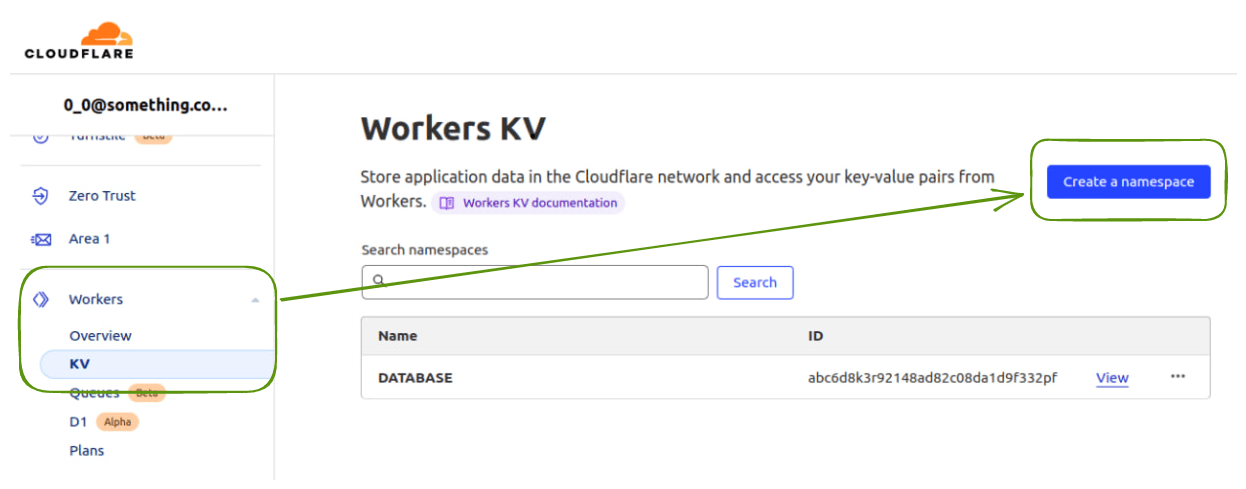 CLOUDFLARE
0_0@something.co...
Turnstile Beta
Zero Trust
Area 1
Workers
Overview
KV
Queues Beta
D1 Alpha
Plans
Workers KV
Store application data in the Cloudflare network and access your key-value pairs from
Workers. Workers KV documentation
Create a namespace
Search namespaces
Search
Name ID
DATABASE abc6d8k3r92148ad82c08da1d9f332pf View